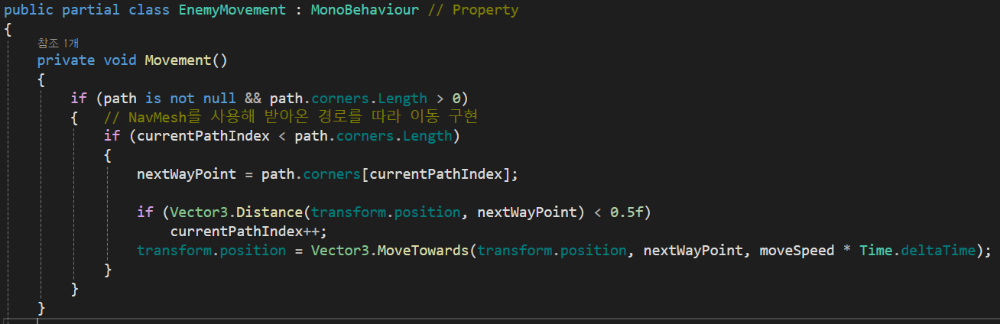 public partial class EnemyMovement : MonoBehaviour // Property
{
참조 1개
private void Movement()
{
if (path is not null && path.corners.Length > 0)
{ // NavMesh를 사용해 받아온 경로를 따라 이동 구현
if (currentPathIndex < path.corners.Length)
{
nextWayPoint = path.corners[currentPathIndex];
if (Vector3.Distance(transform.position, nextWayPoint) < 0.5f)
currentPathIndex++;
transform.position = Vector3.MoveTowards(transform.position, nextWayPoint, moveSpeed * Time.deltaTime);
}
}
}